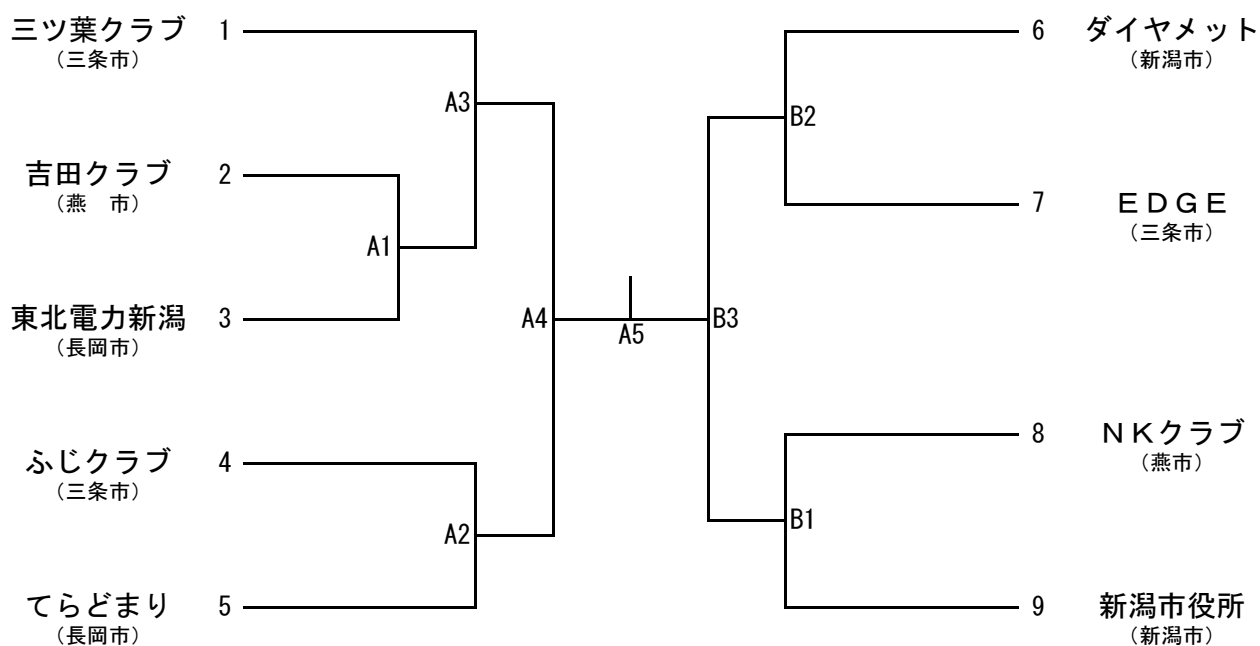 三ツ葉クラブ 1
（三条市）
A3
吉田クラブ 2
（燕　市）
A1
東北電力新潟 3
（長岡市）
A4
ふじクラブ 4
（三条市）
A2
てらどまり 5
（長岡市）
A5
6 ダイヤメット
（新潟市）
B2
7 ＥＤＧＥ
（三条市）
B3
8 ＮＫクラブ
（燕市）
B1
9 新潟市役所
（新潟市）